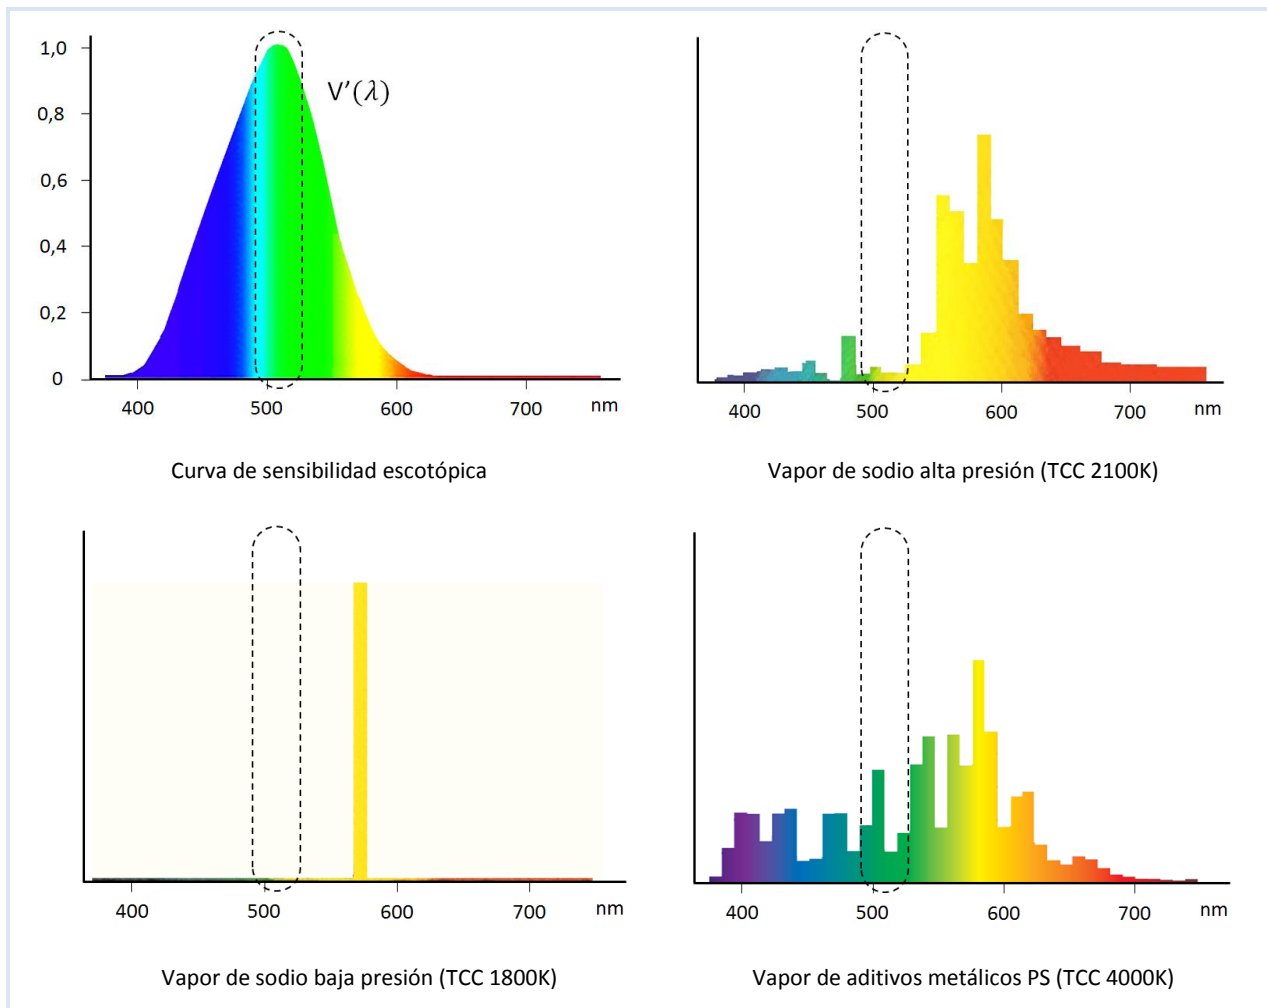 1,0
0,8
0,6
0,4
0,2
0
V'(λ)
400 500 600 700 nm
Curva de sensibilidad escotópica
400 500 600 700 nm
Vapor de sodio alta presión (TCC 2100K)
400 500 600 700 nm
Vapor de sodio baja presión (TCC 1800K)
400 500 600 700 nm
Vapor de aditivos metálicos PS (TCC 4000K)